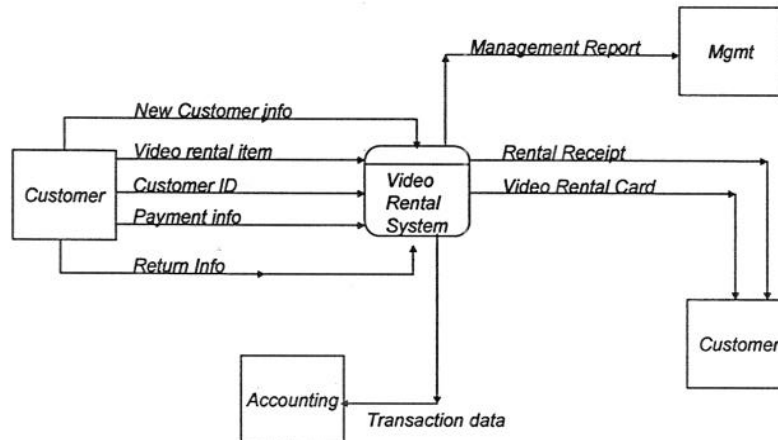 Management Report
Mgmt
New Customer info
Video rental item
Rental Receipt
Customer
Customer ID
Video
Rental
System
Video Rental Card
Payment info
Return Info
Customer
Accounting
Transaction data